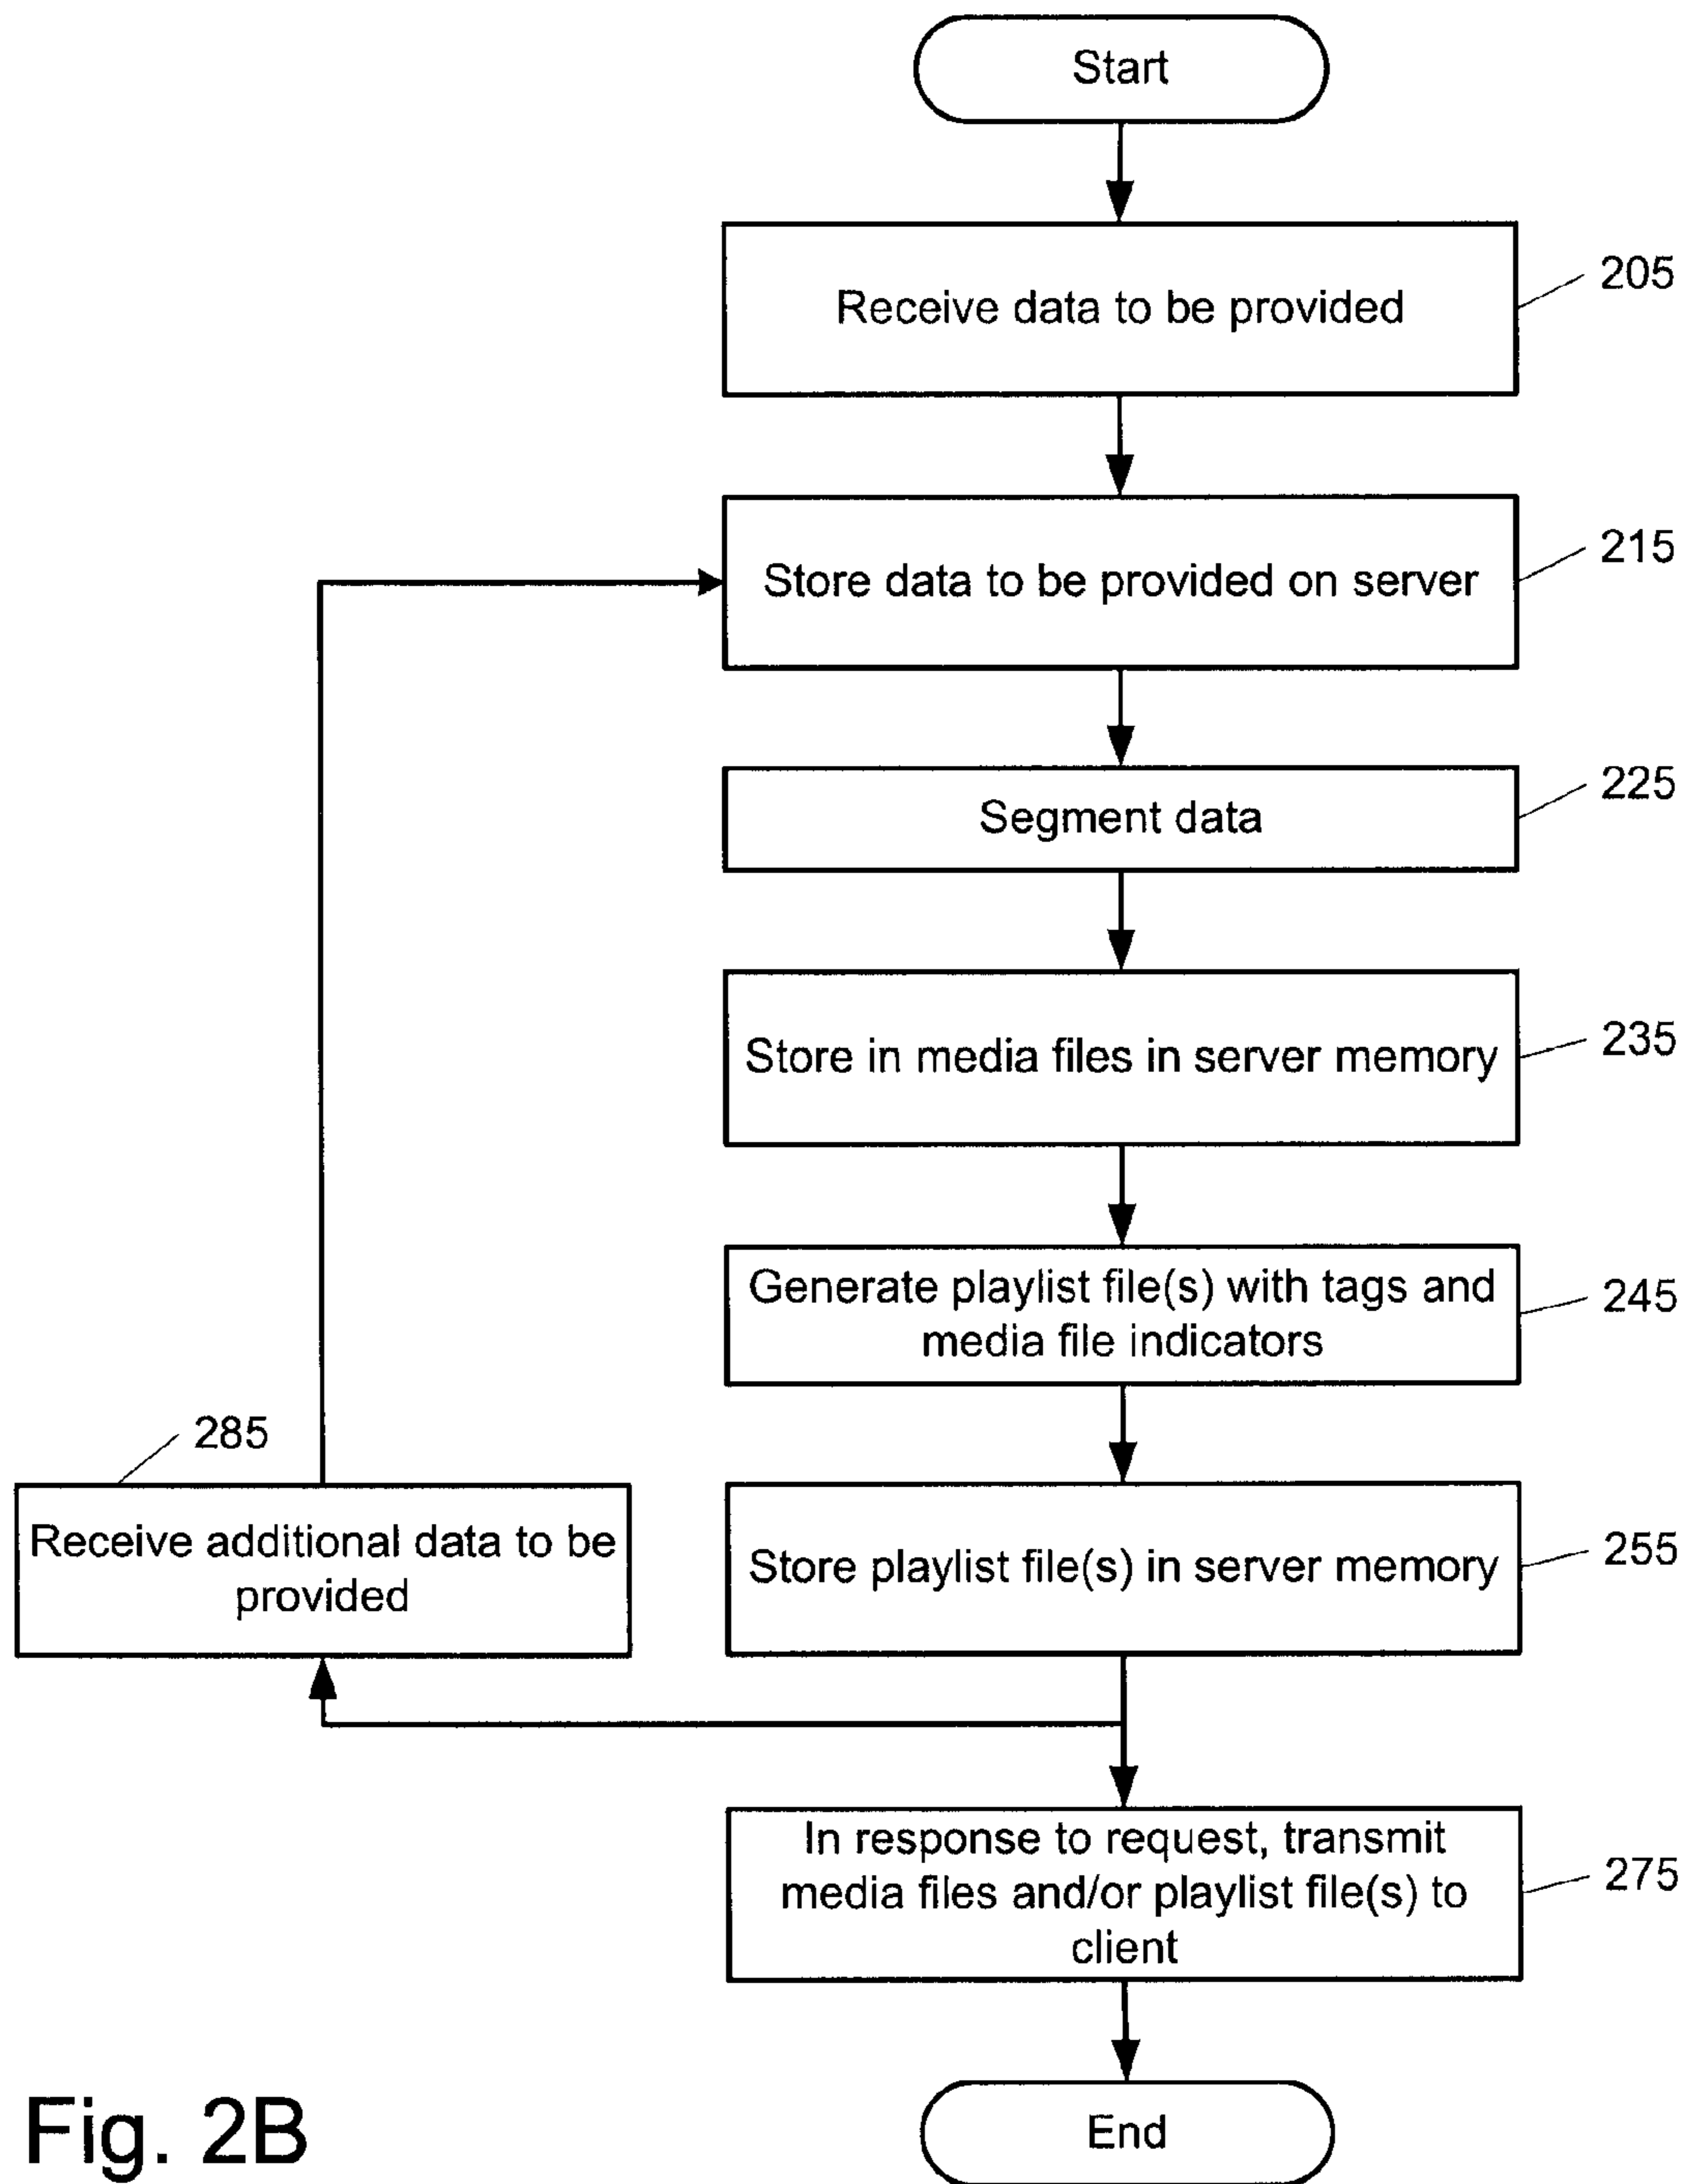 Start
Receive data to be provided
205
Store data to be provided on server
215
Segment data
225
Store in media files in server memory
235
Generate playlist file(s) with tags and
media file indicators
245
285
Receive additional data to be
provided
Store playlist file(s) in server memory
255
In response to request, transmit
media files and/or playlist file(s) to
client
275
End
Fig. 2B